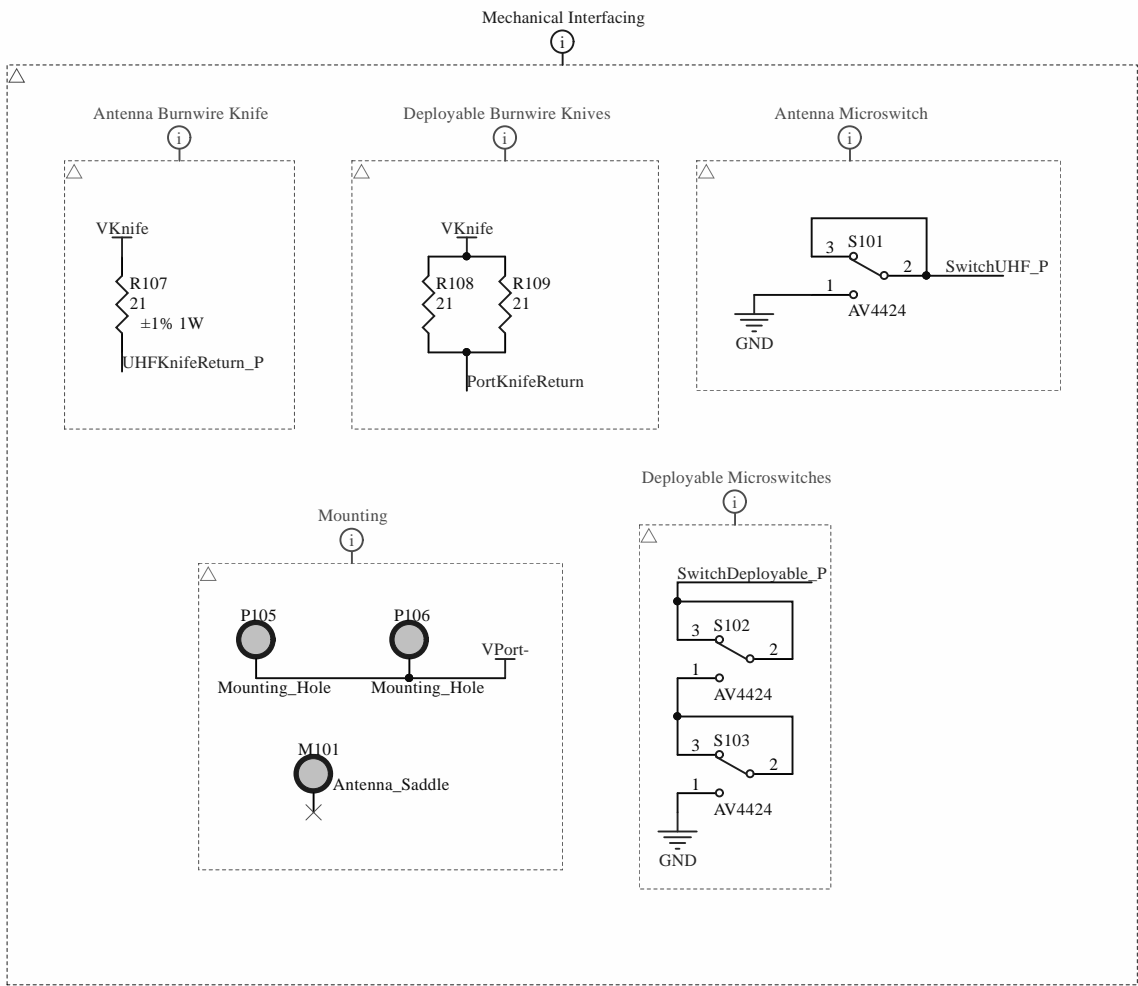 Mechanical Interfacing
i
Antenna Burnwire Knife
i
VKnife
R107
21
±1% 1W
UHFKnifeReturn_P
Deployable Burnwire Knives
i
VKnife
R108
21
R109
21
PortKnifeReturn
Antenna Microswitch
i
3
S101
2
SwitchUHF_P
1
AV4424
GND
Mounting
i
P105
P106
VPort-
Mounting_Hole
Mounting_Hole
M101
Antenna_Saddle
Deployable Microswitches
i
SwitchDeployable_P
3
S102
2
1
AV4424
3
S103
2
1
AV4424
GND